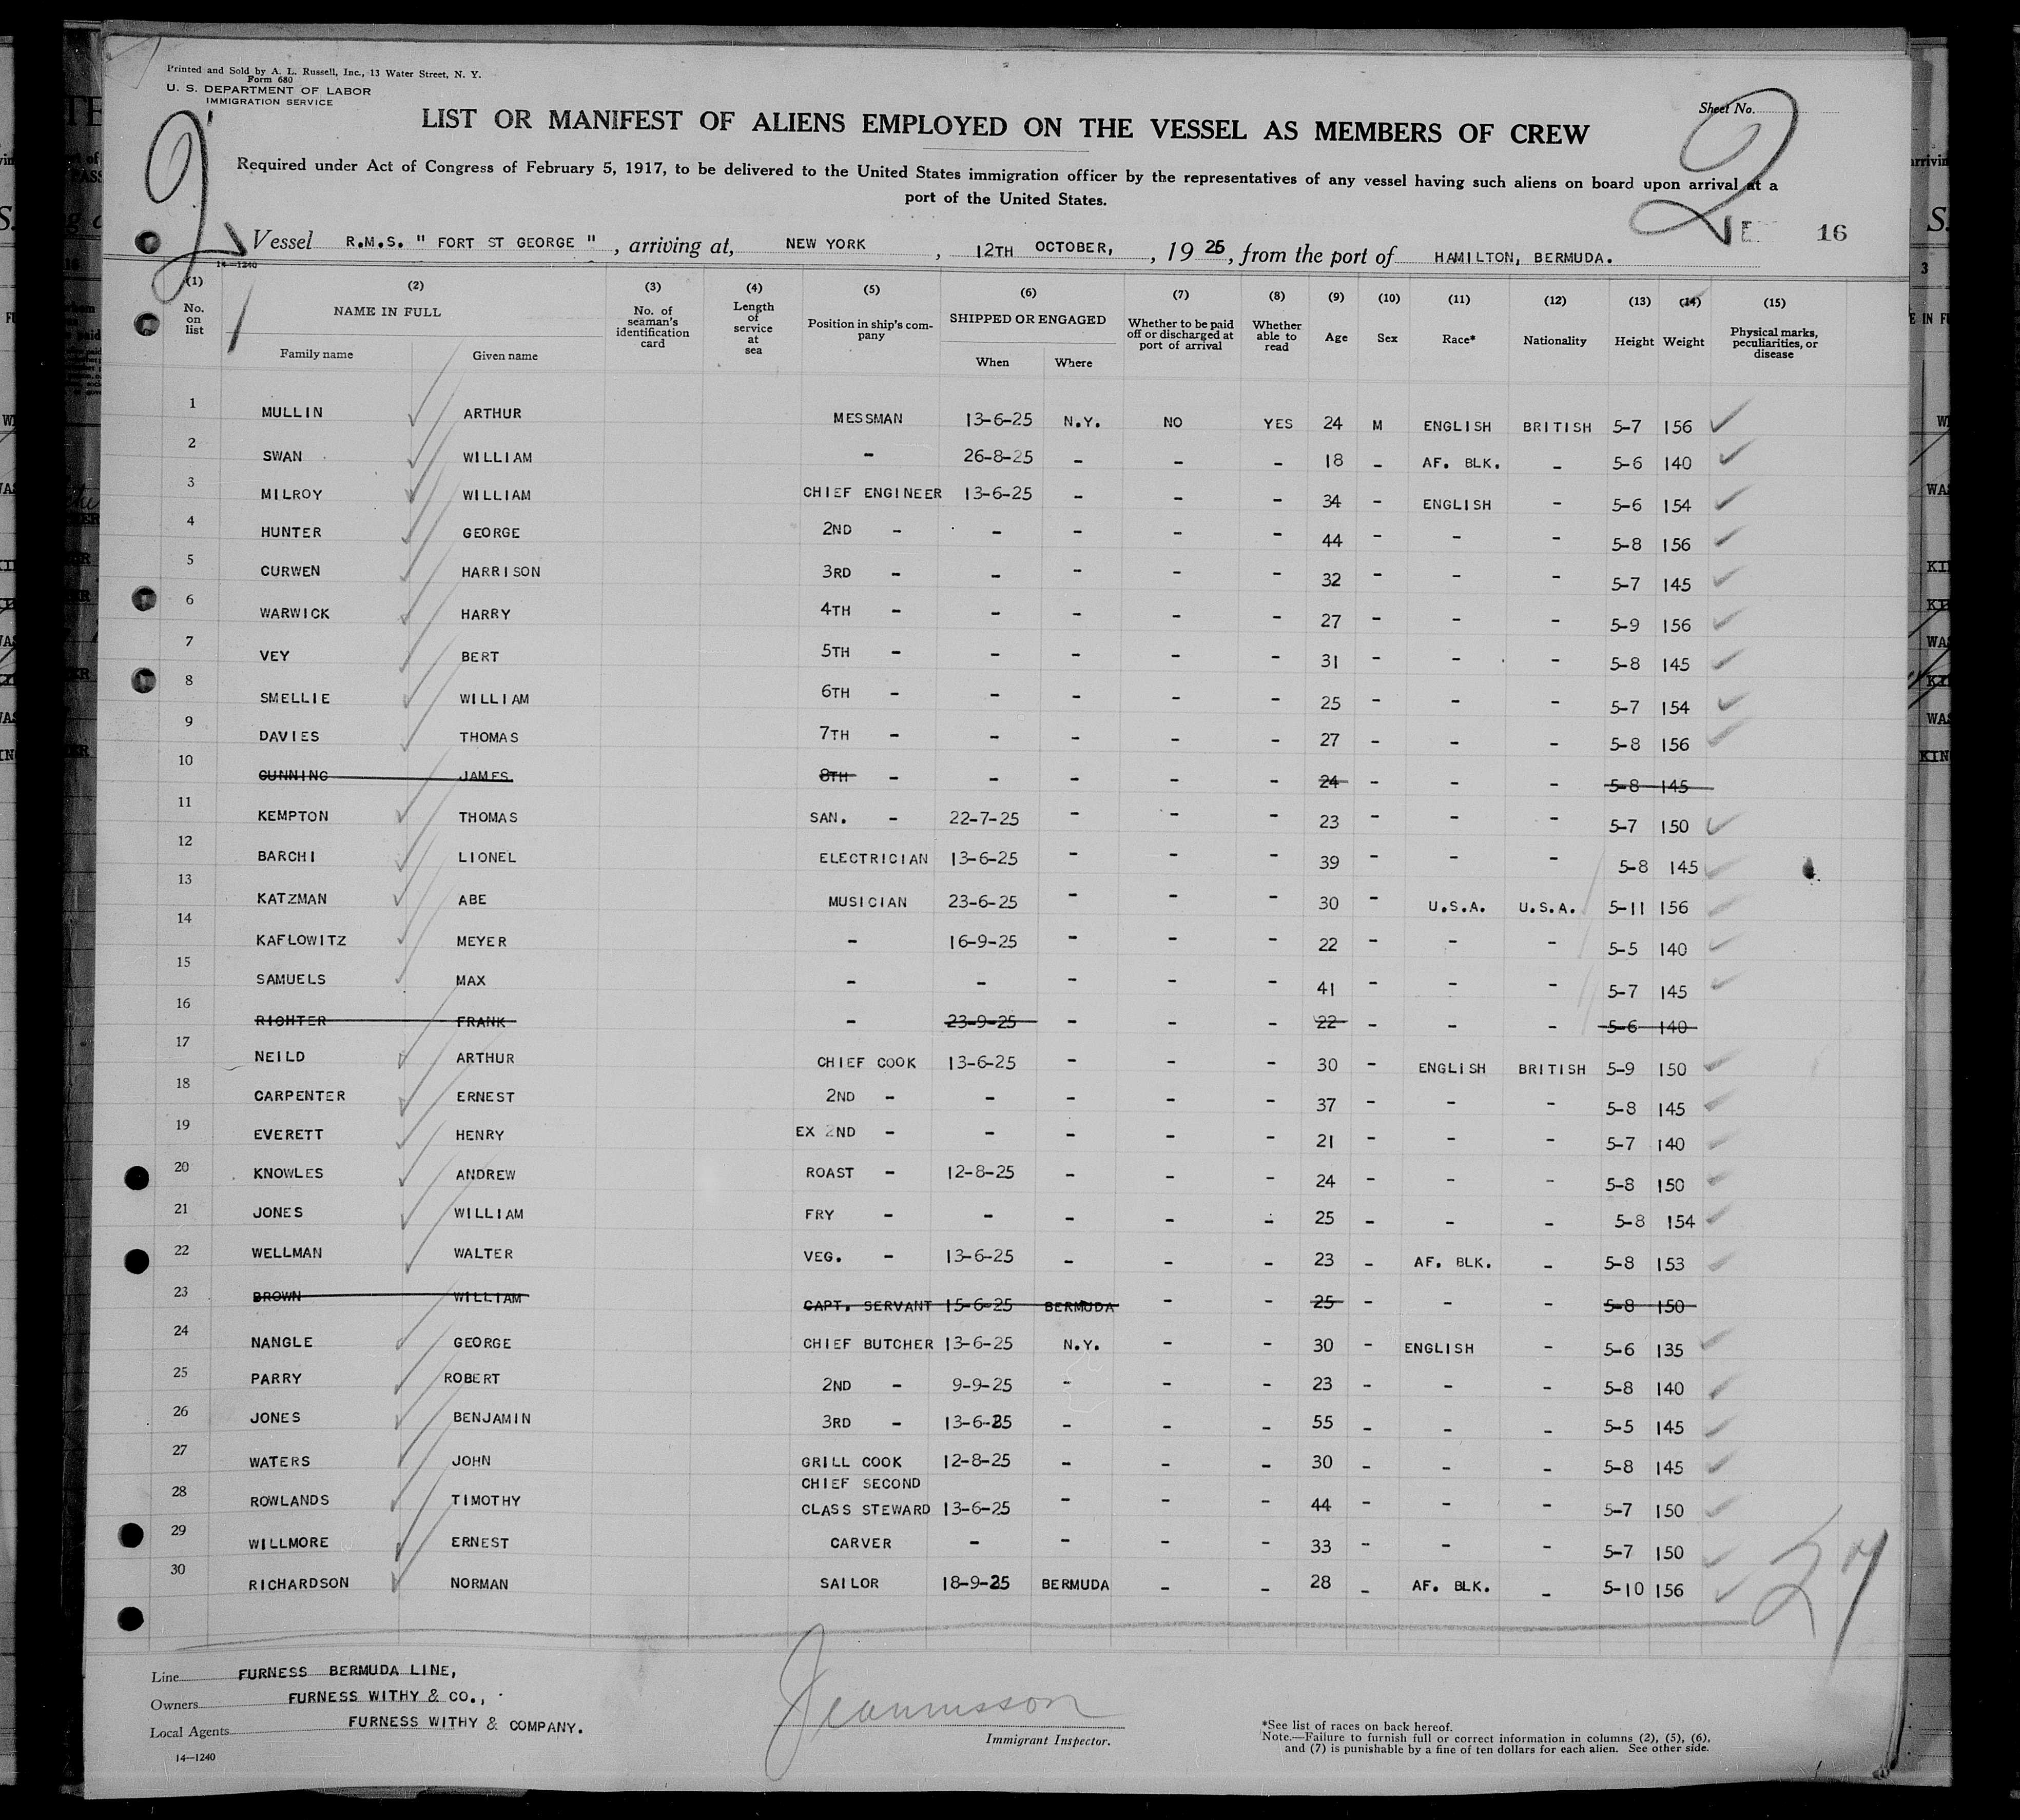 Printed and Sold by A. L. Russell, Inc., 13 Water Street, N. Y.
Form 680
U. S. DEPARTMENT OF LABOR
IMMIGRATION SERVICE
Sheet No.
2
2
LIST OR MANIFEST OF ALIENS EMPLOYED ON THE VESSEL AS MEMBERS OF CREW
Required under Act of Congress of February 5, 1917, to be delivered to the United States immigration officer by the representatives of any vessel having such aliens on board upon arrival at a
port of the United States.
16
Vessel R.M.S. " FORT ST GEORGE " , arriving at, NEW YORK , 12TH OCTOBER, , 19 25, from the port of HAMILTON, BERMUDA.
14—1240
(1) (2) (3) (4) (5) (6) (7) (8) (9) (10) (11) (12) (13) (14) (15)
No. on list NAME IN FULL Family name Given name No. of seaman's identification card Length of service at sea Position in ship's company SHIPPED OR ENGAGED When Where Whether to be paid off or discharged at port of arrival Whether able to read Age Sex Race* Nationality Height Weight Physical marks, peculiarities, or disease
1 MULLIN ARTHUR MESSMAN 13-6-25 N.Y. NO YES 24 M ENGLISH BRITISH 5-7 156
2 SWAN WILLIAM - 26-8-25 - - - 18 - AF. BLK. - 5-6 140
3 MILROY WILLIAM CHIEF ENGINEER 13-6-25 - - - 34 - ENGLISH - 5-6 154
4 HUNTER GEORGE 2ND - - - - - 44 - - - 5-8 156
5 CURWEN HARRISON 3RD - - - - - 32 - - - 5-7 145
6 WARWICK HARRY 4TH - - - - - 27 - - - 5-9 156
7 VEY BERT 5TH - - - - - 31 - - - 5-8 145
8 SMELLIE WILLIAM 6TH - - - - - 25 - - - 5-7 154
9 DAVIES THOMAS 7TH - - - - - 27 - - - 5-8 156
10 GUNNING JAMES 8TH - - - - - 24 - - - 5-8 145
11 KEMPTON THOMAS SAN. - 22-7-25 - - - 23 - - - 5-7 150
12 BARCHI LIONEL ELECTRICIAN 13-6-25 - - - 39 - - - 5-8 145
13 KATZMAN ABE MUSICIAN 23-6-25 - - - 30 - U.S.A. U.S.A. 5-11 156
14 KAFLOWITZ MEYER - 16-9-25 - - - 22 - - - 5-5 140
15 SAMUELS MAX - - - - - 41 - - - 5-7 145
16 RICHTER FRANK - 23-9-25 - - - 22 - - - 5-6 140
17 NEILD ARTHUR CHIEF COOK 13-6-25 - - - 30 - ENGLISH BRITISH 5-9 150
18 CARPENTER ERNEST 2ND - - - - - 37 - - - 5-8 145
19 EVERETT HENRY EX 2ND - - - - - 21 - - - 5-7 140
20 KNOWLES ANDREW ROAST - 12-8-25 - - - 24 - - - 5-8 150
21 JONES WILLIAM FRY - - - - - 25 - - - 5-8 154
22 WELLMAN WALTER VEG. - 13-6-25 - - - 23 - AF. BLK. - 5-8 153
23 BROWN WILLIAM CAPT. SERVANT 15-6-25 BERMUDA - - 25 - - - 5-8 150
24 NANGLE GEORGE CHIEF BUTCHER 13-6-25 N.Y. - - 30 - ENGLISH - 5-6 135
25 PARRY ROBERT 2ND - 9-9-25 - - - 23 - - - 5-8 140
26 JONES BENJAMIN 3RD - 13-6-25 - - - 55 - - - 5-5 145
27 WATERS JOHN GRILL COOK 12-8-25 - - - 30 - - - 5-8 145
28 ROWLANDS TIMOTHY CHIEF SECOND CLASS STEWARD 13-6-25 - - - 44 - - - 5-7 150
29 WILLMORE ERNEST CARVER - - - - 33 - - - 5-7 150
30 RICHARDSON NORMAN SAILOR 18-9-25 BERMUDA - - 28 - AF. BLK. - 5-10 156
27
Line FURNESS BERMUDA LINE,
Owners FURNESS WITHY & CO.,
Local Agents FURNESS WITHY & COMPANY.
14—1240
Immigrant Inspector.
*See list of races on back hereof.
Note.—Failure to furnish full or correct information in columns (2), (5), (6),
and (7) is punishable by a fine of ten dollars for each alien. See other side.